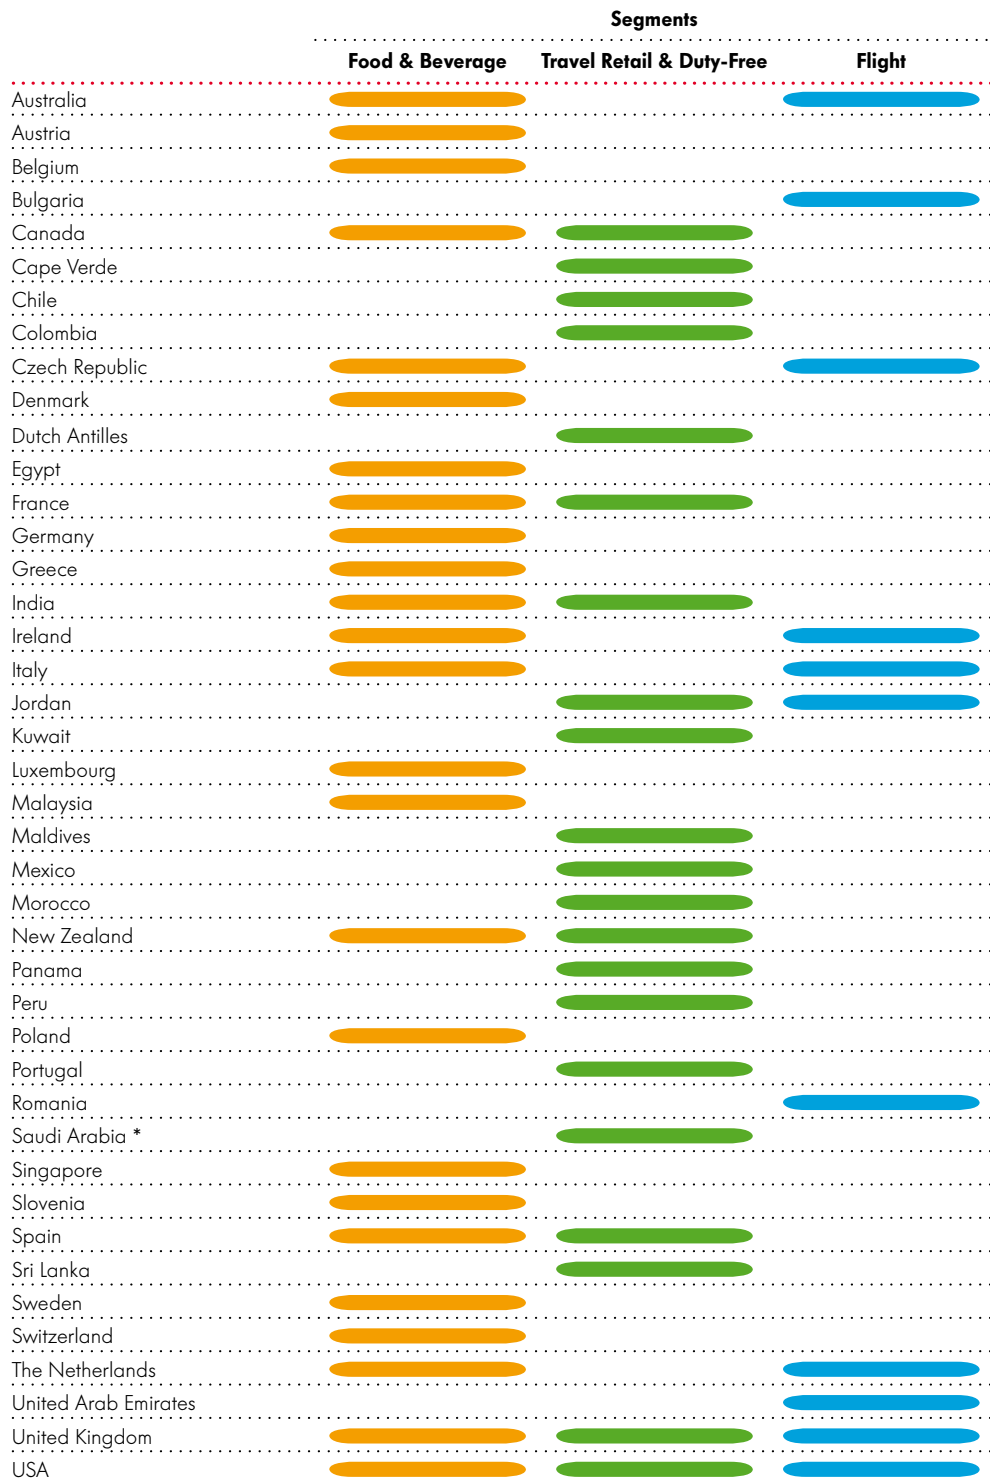 Segments
Food & Beverage Travel Retail & Duty-Free Flight
Australia
Austria
Belgium
Bulgaria
Canada
Cape Verde
Chile
Colombia
Czech Republic
Denmark
Dutch Antilles
Egypt
France
Germany
Greece
India
Ireland
Italy
Jordan
Kuwait
Luxembourg
Malaysia
Maldives
Mexico
Morocco
New Zealand
Panama
Peru
Poland
Portugal
Romania
Saudi Arabia *
Singapore
Slovenia
Spain
Sri Lanka
Sweden
Switzerland
The Netherlands
United Arab Emirates
United Kingdom
USA